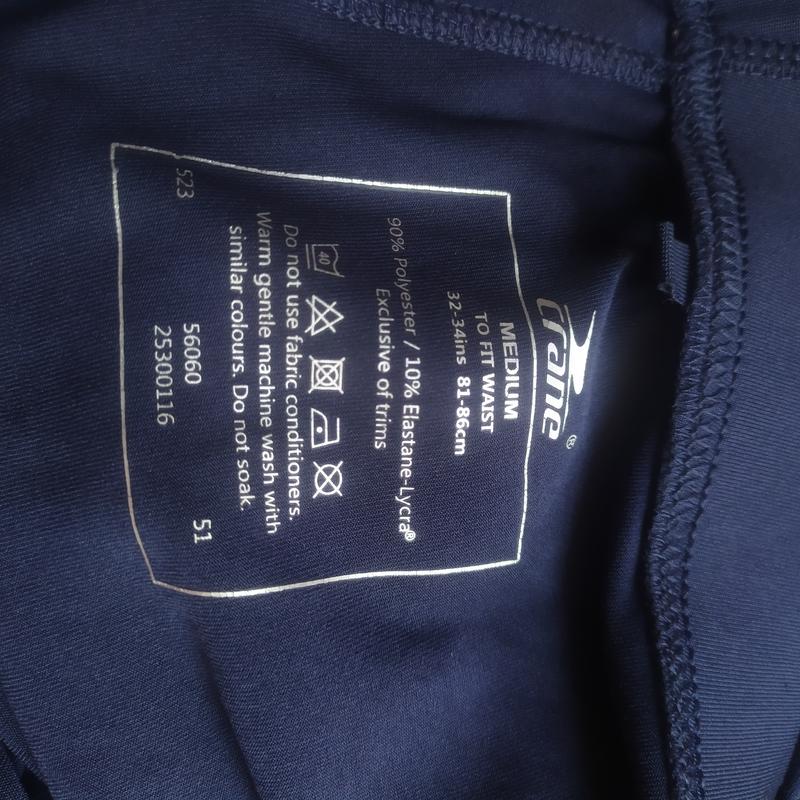 Crane®
MEDIUM
TO FIT WAIST
32-34ins 81-86cm
90% Polyester / 10% Elastane-Lycra®
Exclusive of trims
40
Do not use fabric conditioners.
Warm gentle machine wash with
similar colours. Do not soak.
523 56060 51
25300116